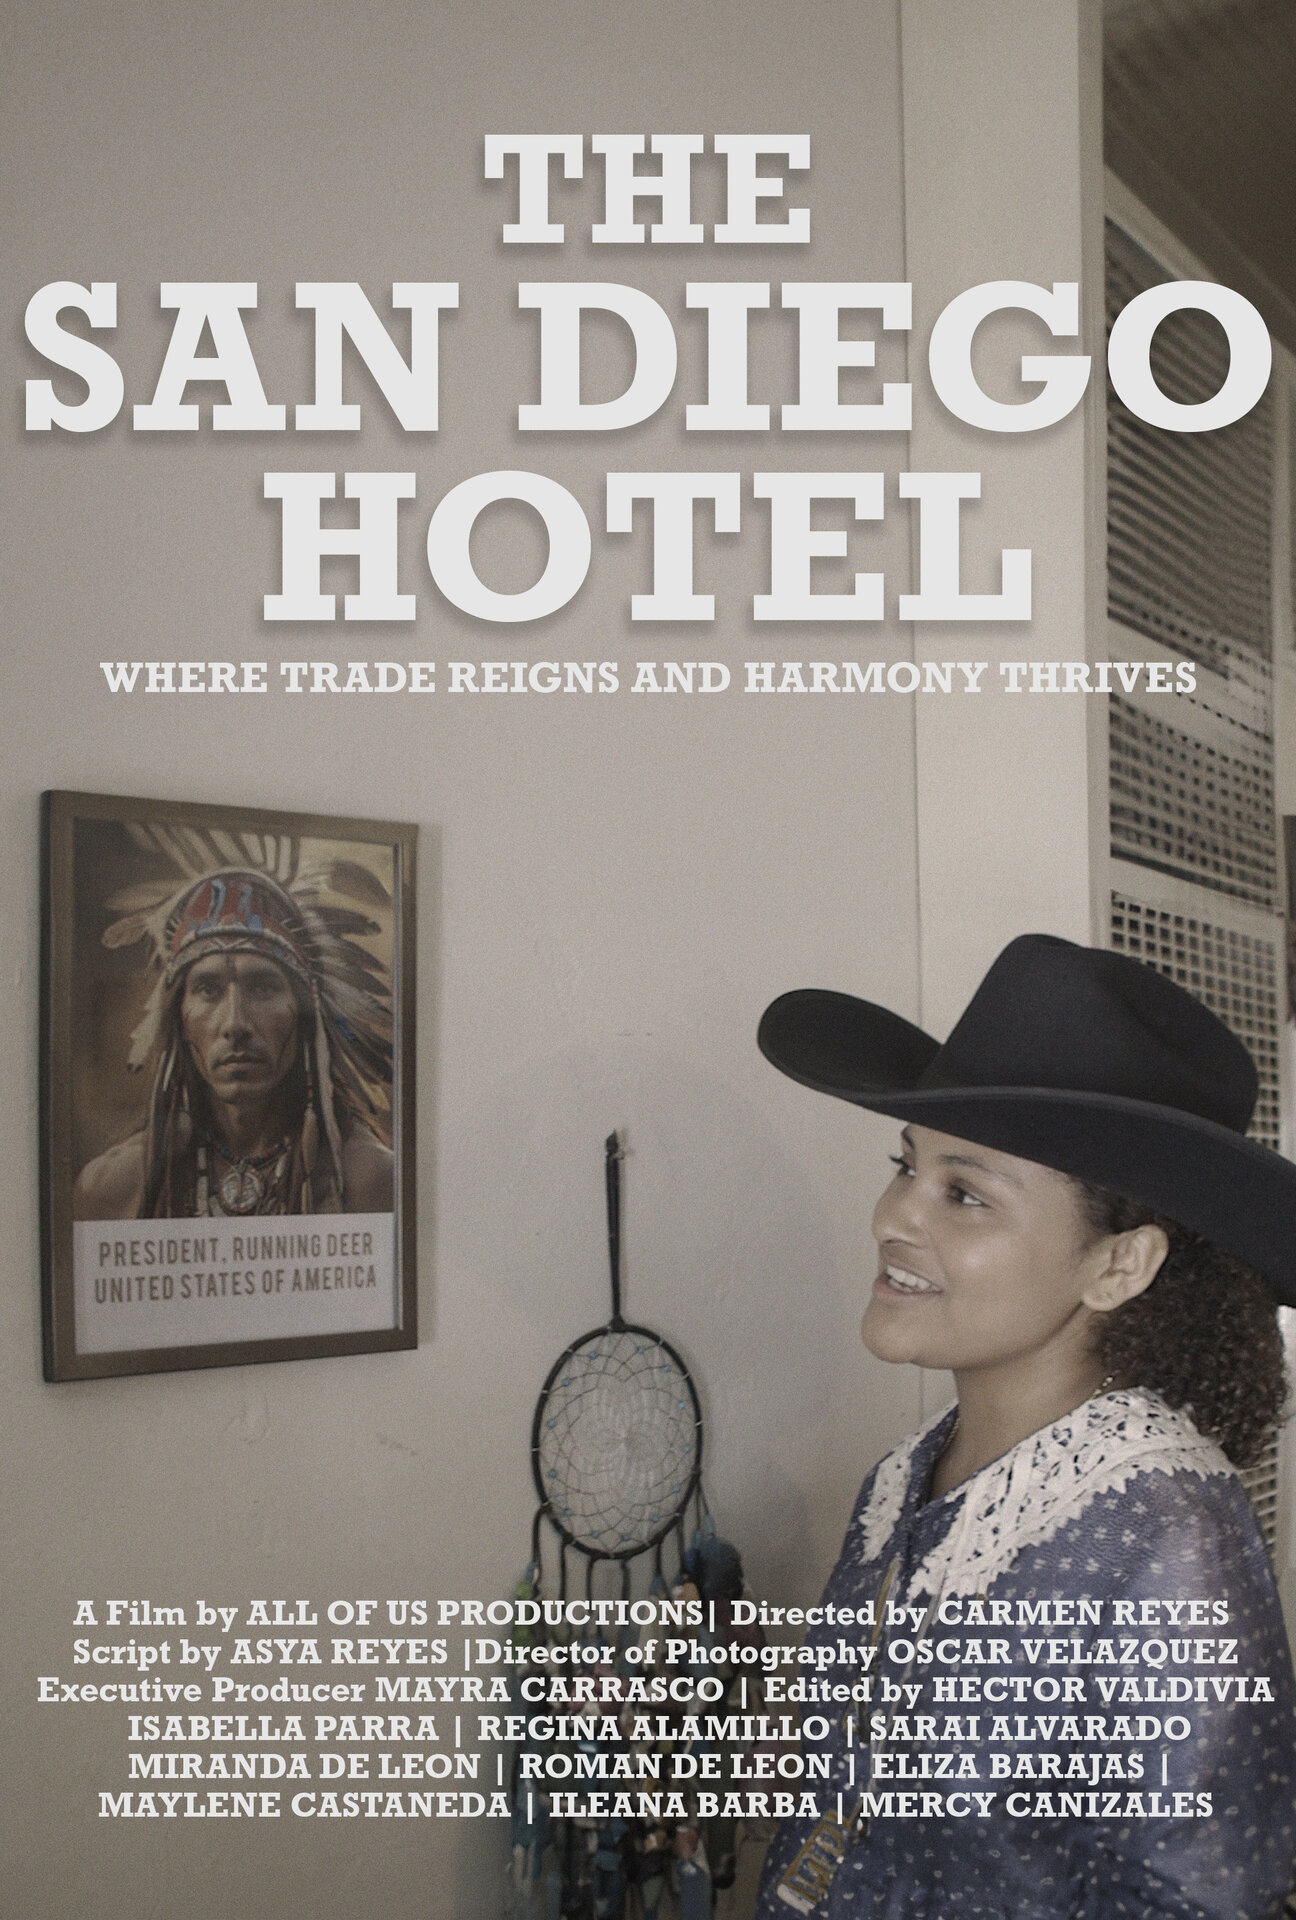 THE
SAN DIEGO
HOTEL
WHERE TRADE REIGNS AND HARMONY THRIVES
PRESIDENT, RUNNING DEER
UNITED STATES OF AMERICA
A Film by ALL OF US PRODUCTIONS| Directed by CARMEN REYES
Script by ASYA REYES |Director of Photography OSCAR VELAZQUEZ
Executive Producer MAYRA CARRASCO | Edited by HECTOR VALDIVIA
ISABELLA PARRA | REGINA ALAMILLO | SARAI ALVARADO
MIRANDA DE LEON | ROMAN DE LEON | ELIZA BARAJAS |
MAYLENE CASTANEDA | ILEANA BARBA | MERCY CANIZALES